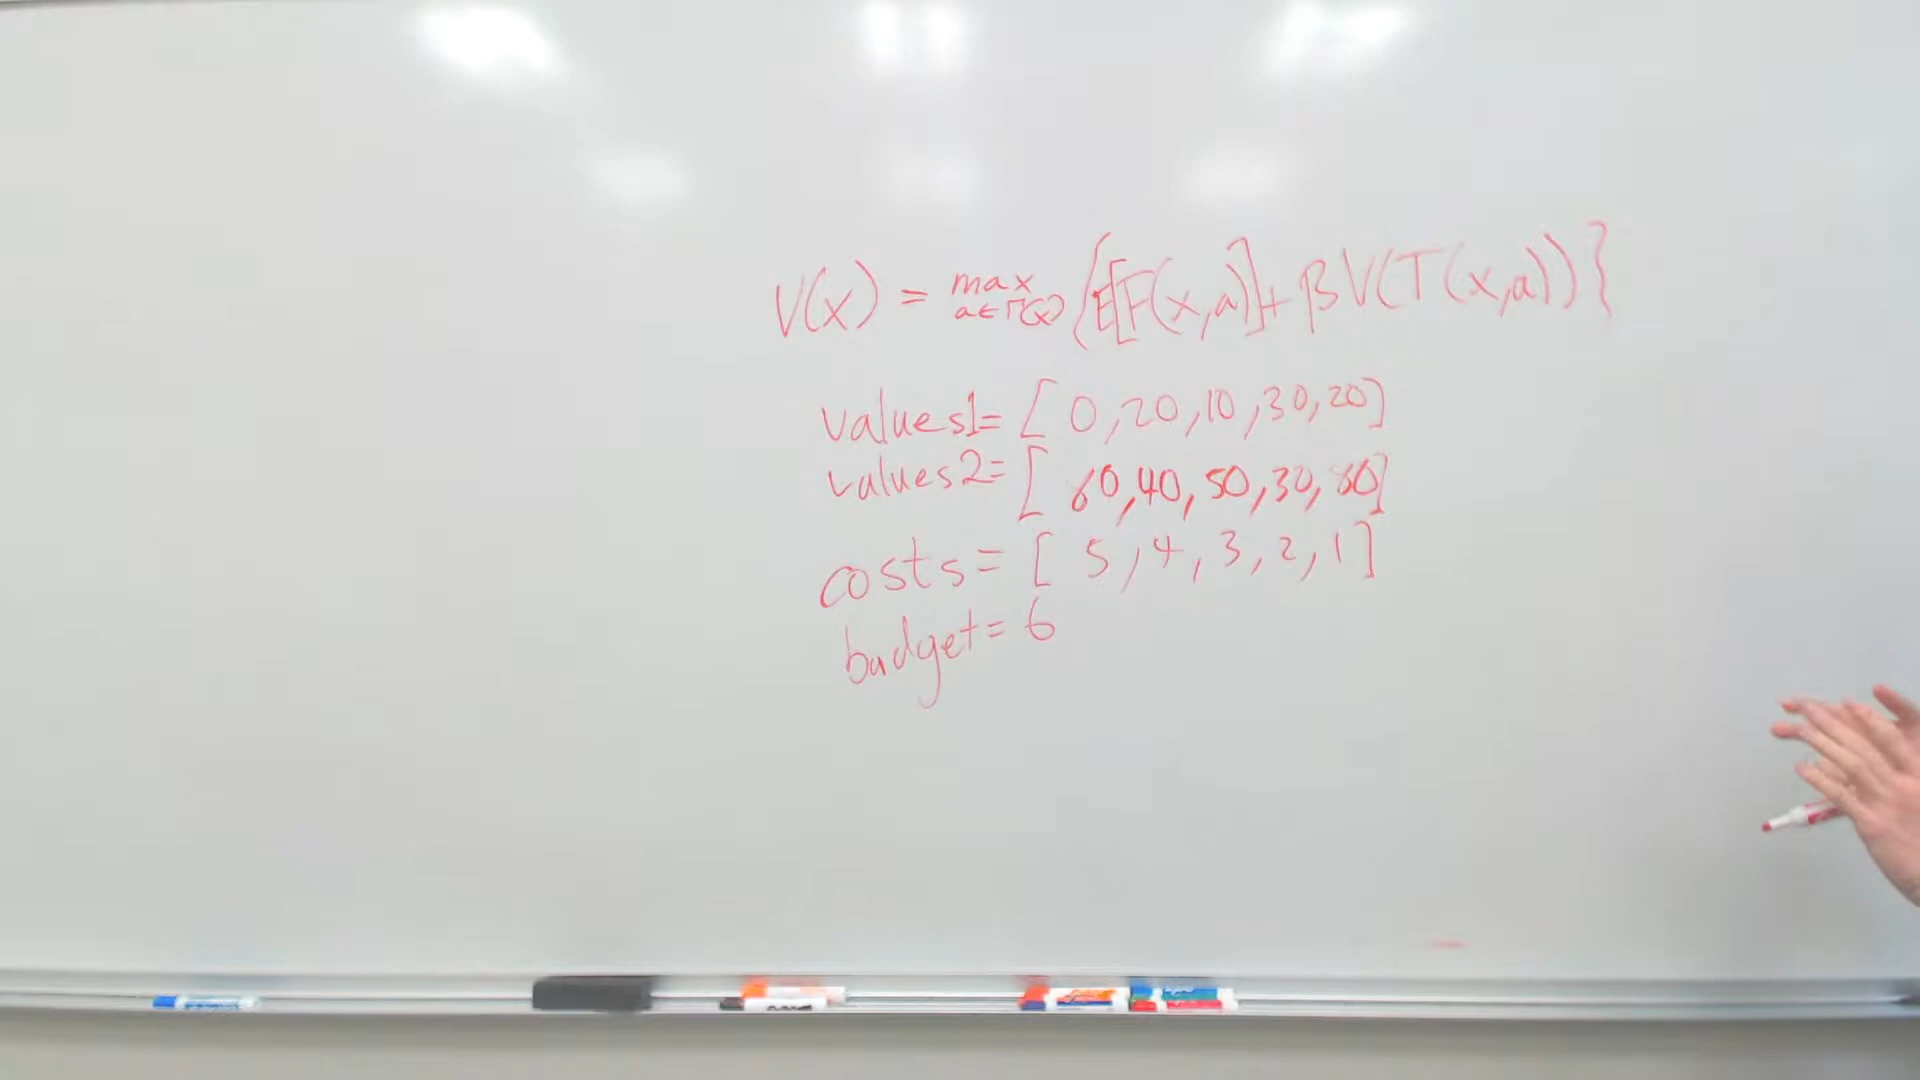 V(x) = max a∈Γ(x) {E[F(x,a)] + βV(T(x,a))}
values1= [0,20,10,30,20]
values2= [60,40,50,30,80]
costs = [5,4,3,2,1]
budget= 6